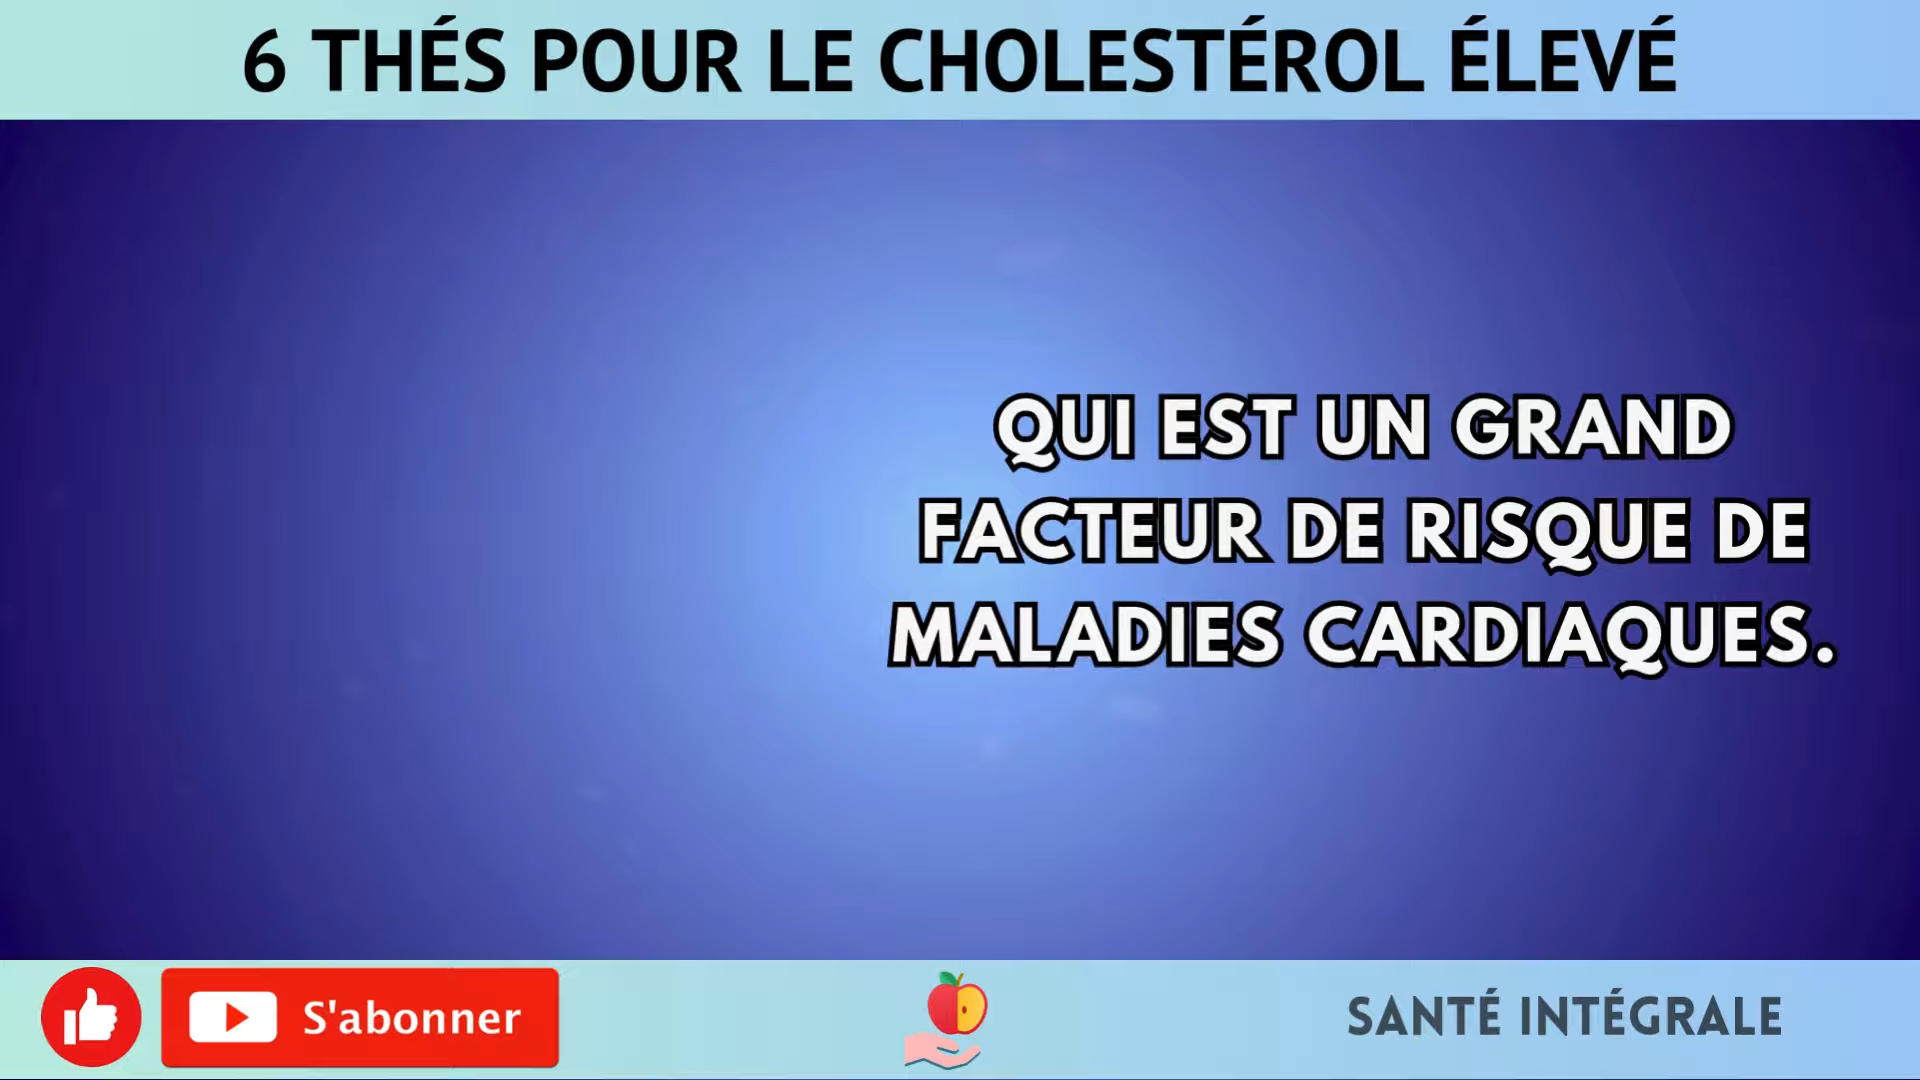 6 THÉS POUR LE CHOLESTÉROL ÉLEVÉ
QUI EST UN GRAND
FACTEUR DE RISQUE DE
MALADIES CARDIAQUES.
S'abonner
SANTÉ INTÉGRALE